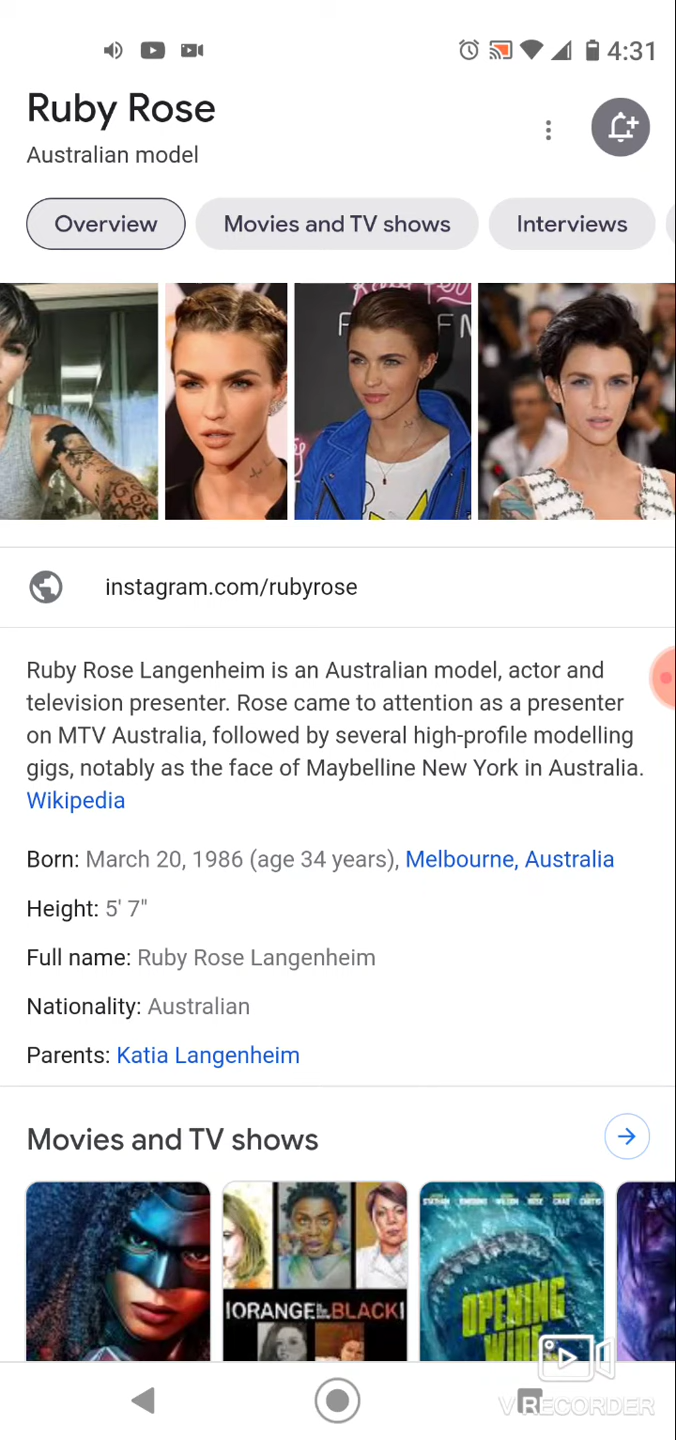 4:31
Ruby Rose
Australian model
Overview
Movies and TV shows
Interviews
instagram.com/rubyrose
Ruby Rose Langenheim is an Australian model, actor and
television presenter. Rose came to attention as a presenter
on MTV Australia, followed by several high-profile modelling
gigs, notably as the face of Maybelline New York in Australia.
Wikipedia
Born: March 20, 1986 (age 34 years), Melbourne, Australia
Height: 5' 7"
Full name: Ruby Rose Langenheim
Nationality: Australian
Parents: Katia Langenheim
Movies and TV shows
ORANGE IS THE NEW BLACK
OPENING
WIDE
VRECORDER